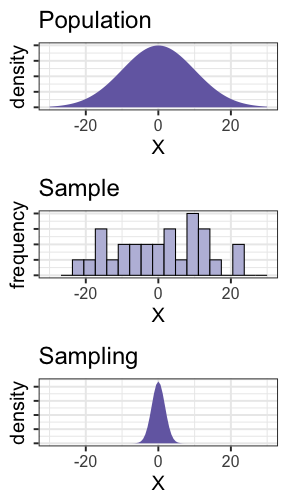 Population
density
-20 0 20
X
Sample
frequency
-20 0 20
X
Sampling
density
-20 0 20
X